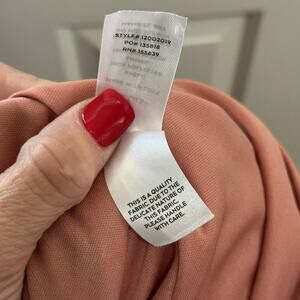 STYLE# 12002019
PO# 135818
RN# 165839
THIS IS A QUALITY
FABRIC. DUE TO THE
DELICATE NATURE OF
THIS FABRIC.
PLEASE HANDLE
WITH CARE.